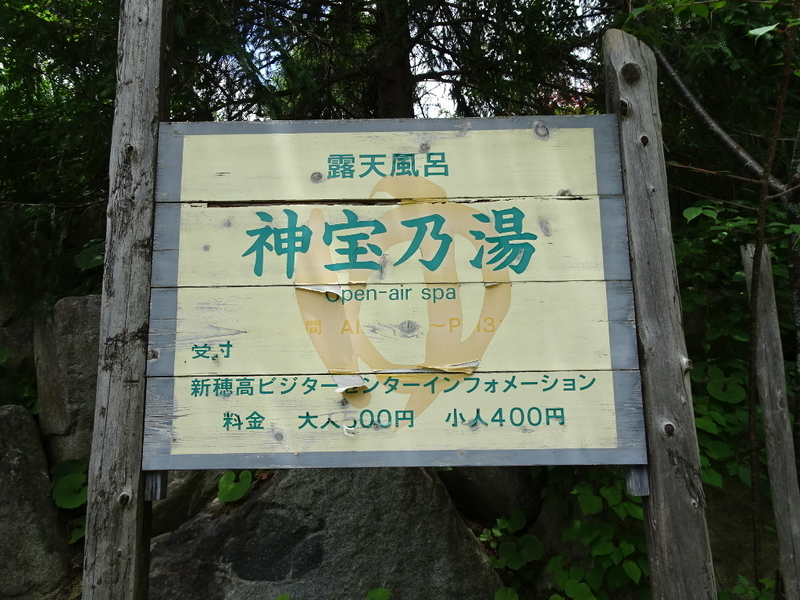 露天風呂
神宝乃湯
Open-air spa
間 A ～P 13
受付
新穂高ビジター ンターインフォメーション
料金 大人 00円 小人400円